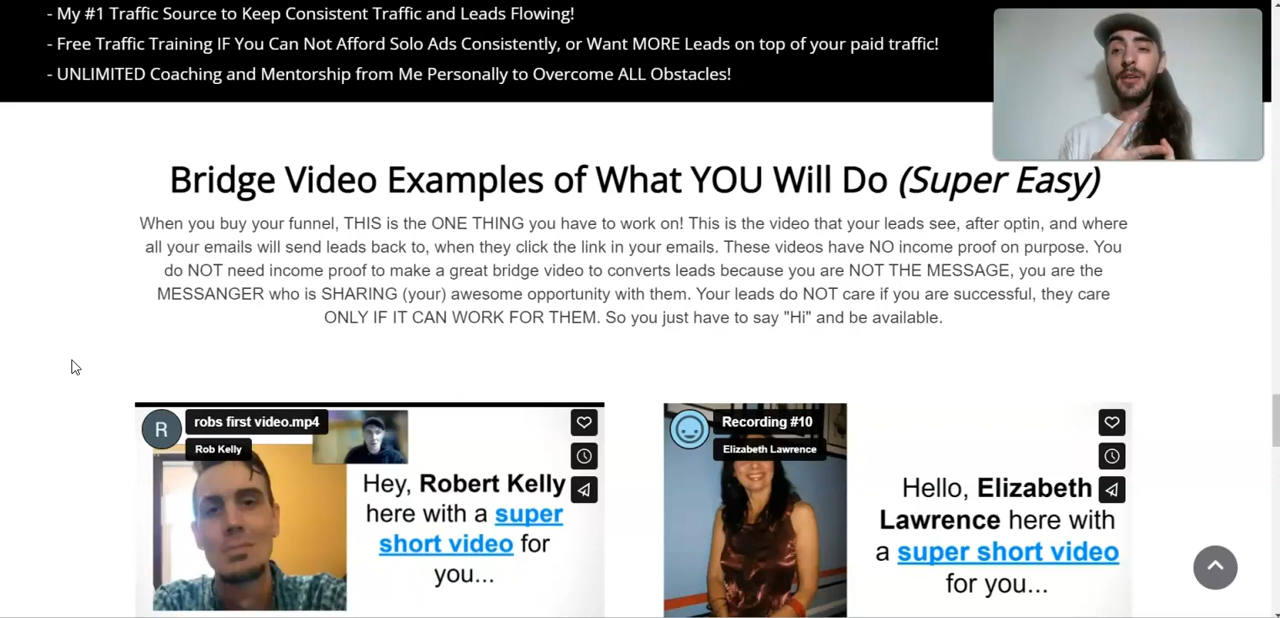 - My #1 Traffic Source to Keep Consistent Traffic and Leads Flowing!
- Free Traffic Training IF You Can Not Afford Solo Ads Consistently, or Want MORE Leads on top of your paid traffic!
- UNLIMITED Coaching and Mentorship from Me Personally to Overcome ALL Obstacles!
Bridge Video Examples of What YOU Will Do (Super Easy)
When you buy your funnel, THIS is the ONE THING you have to work on! This is the video that your leads see, after optin, and where
all your emails will send leads back to, when they click the link in your emails. These videos have NO income proof on purpose. You
do NOT need income proof to make a great bridge video to converts leads because you are NOT THE MESSAGE, you are the
MESSANGER who is SHARING (your) awesome opportunity with them. Your leads do NOT care if you are successful, they care
ONLY IF IT CAN WORK FOR THEM. So you just have to say "Hi" and be available.
R
robs first video.mp4
Rob Kelly
Hey, Robert Kelly
here with a super
short video for
you...
Recording #10
Elizabeth Lawrence
Hello, Elizabeth
Lawrence here with
a super short video
for you...